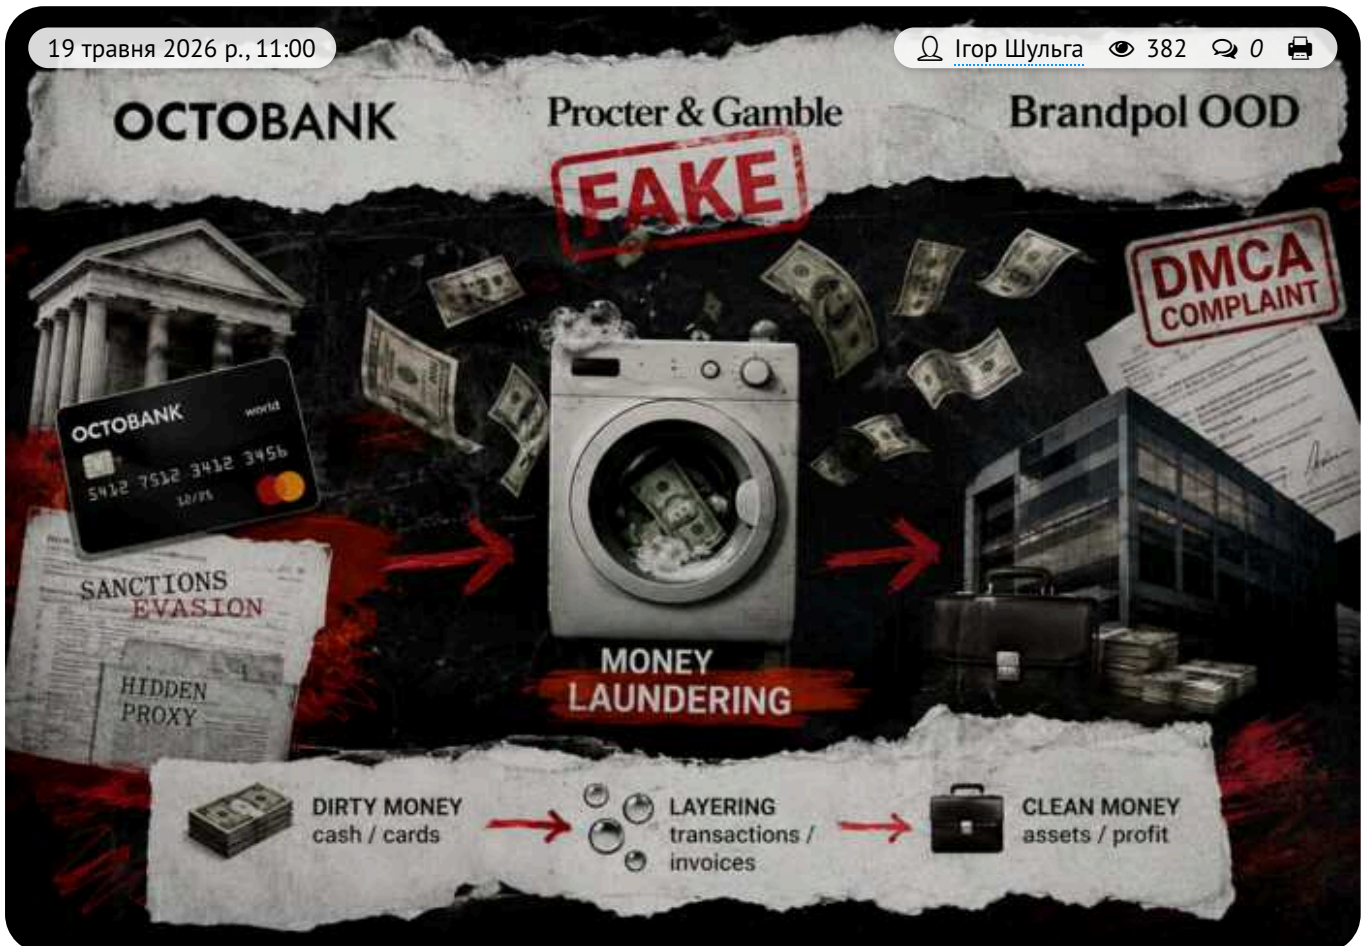 19 травня 2026 р., 11:00
Ігор Шульга 382 0
OCTOBANK
Procter & Gamble
Brandpol OOD
FAKE
DMCA
COMPLAINT
OCTOBANK
world
5412 7512 3412 3456
SANCTIONS
EVASION
HIDDEN
PROXY
MONEY
LAUNDERING
DIRTY MONEY
cash / cards
LAYERING
transactions /
invoices
CLEAN MONEY
assets / profit